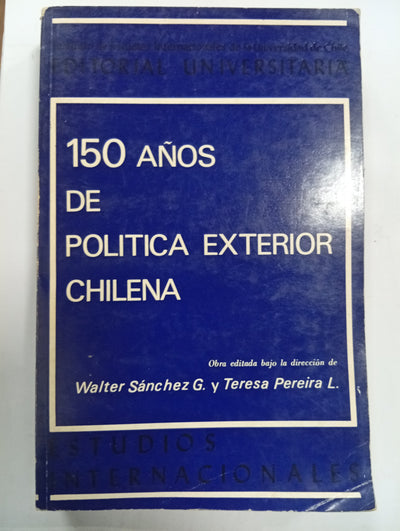 Instituto de Estudios Internacionales de la Universidad de Chile
EDITORIAL UNIVERSITARIA
150 AÑOS
DE
POLITICA EXTERIOR
CHILENA
Obra editada bajo la dirección de
Walter Sánchez G. y Teresa Pereira L.
ESTUDIOS
INTERNACIONALES